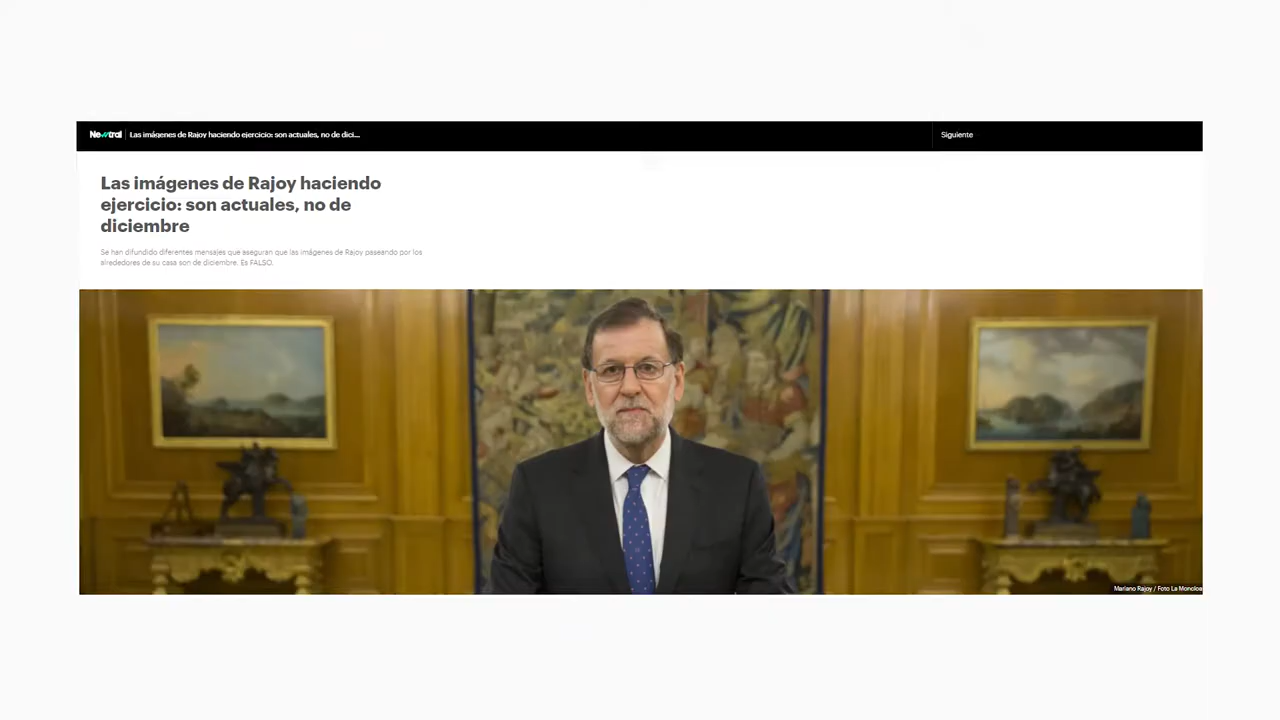 Newtral Las imágenes de Rajoy haciendo ejercicio: son actuales, no de dici... Siguiente
Las imágenes de Rajoy haciendo
ejercicio: son actuales, no de
diciembre
Se han difundido diferentes mensajes que aseguran que las imágenes de Rajoy paseando por los
alrededores de su casa son de diciembre. Es FALSO.
Mariano Rajoy / Foto La Moncloa